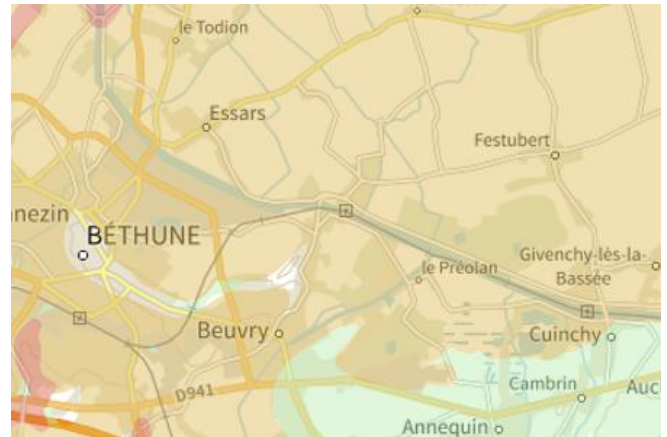 le Todion
Essars
Festubert
nezin
BÉTHUNE
Givenchy-lès-la-
Bassée
le Préolan
Beuvry
Cuinchy
D941
Cambrin
Auc
Annequin